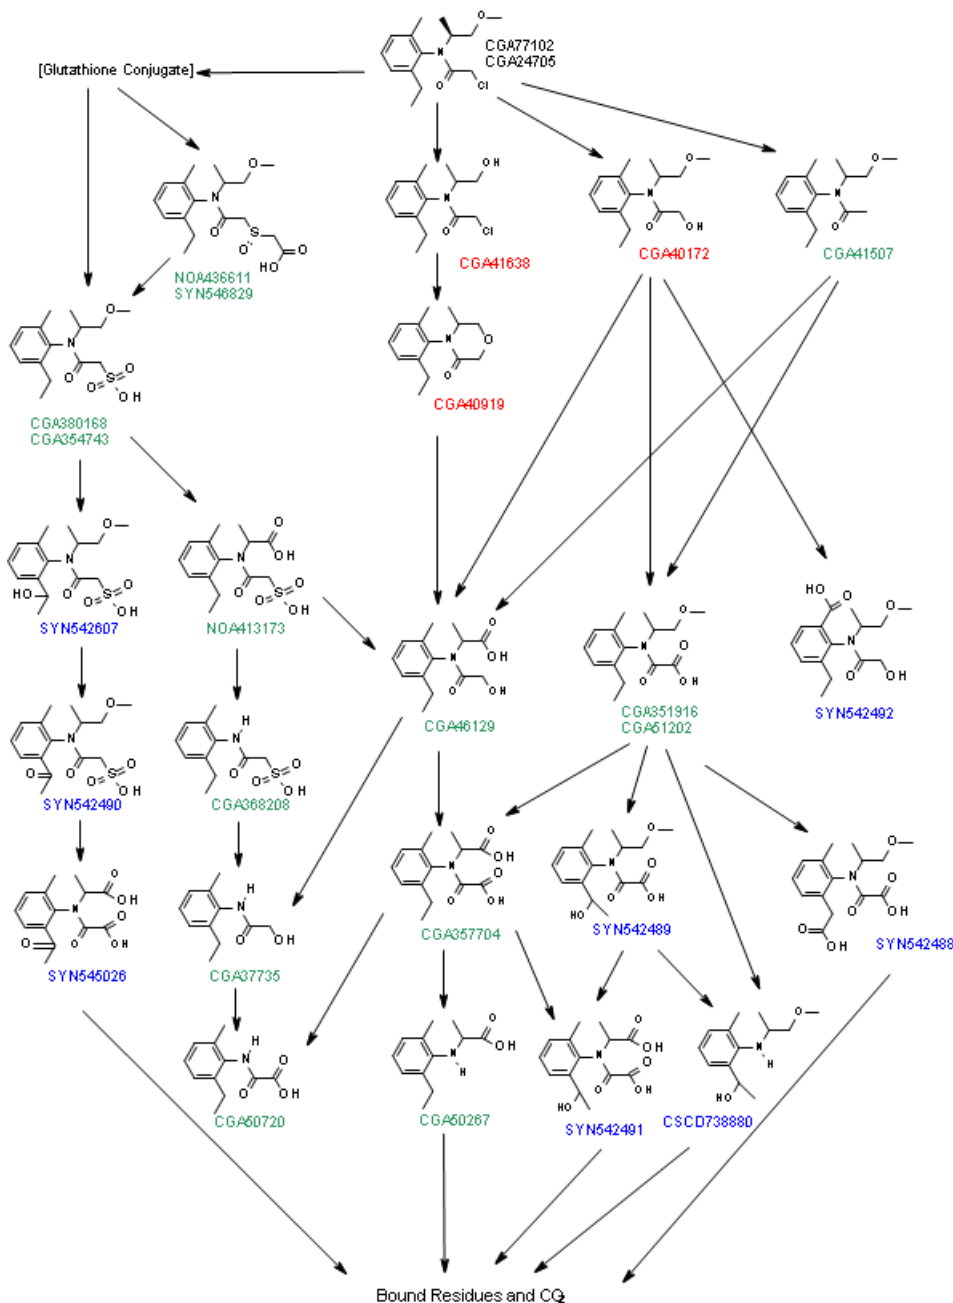 CGA77102
CGA24705
[Glutathione Conjugate]
NOA436611
SYN546829
CGA41638
CGA40172
CGA41507
CGA40919
CGA380168
CGA354743
SYN542607
NOA413173
CGA46129
CGA351916
CGA51202
SYN542492
SYN542490
CGA368208
SYN545026
CGA37735
CGA357704
SYN542489
SYN542488
CGA50720
CGA50267
SYN542491
CSCD738880
Bound Residues and CO2